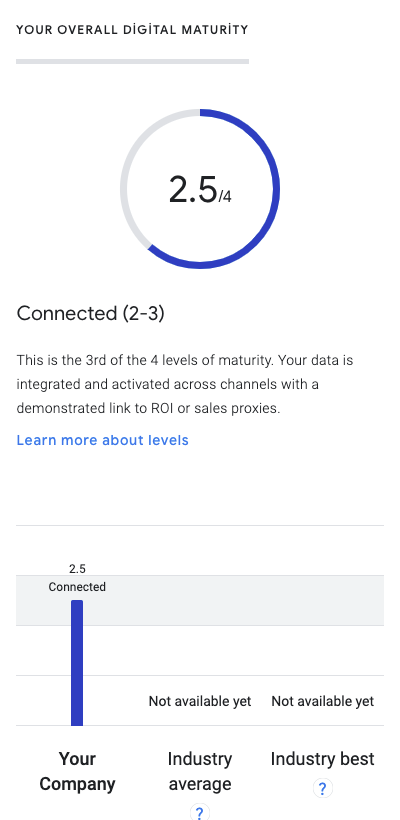 YOUR OVERALL DİGİTAL MATURİTY
2.5/4
Connected (2-3)
This is the 3rd of the 4 levels of maturity. Your data is
integrated and activated across channels with a
demonstrated link to ROI or sales proxies.
Learn more about levels
2.5
Connected
Not available yet
Not available yet
Your
Company
Industry
average
?
Industry best
?